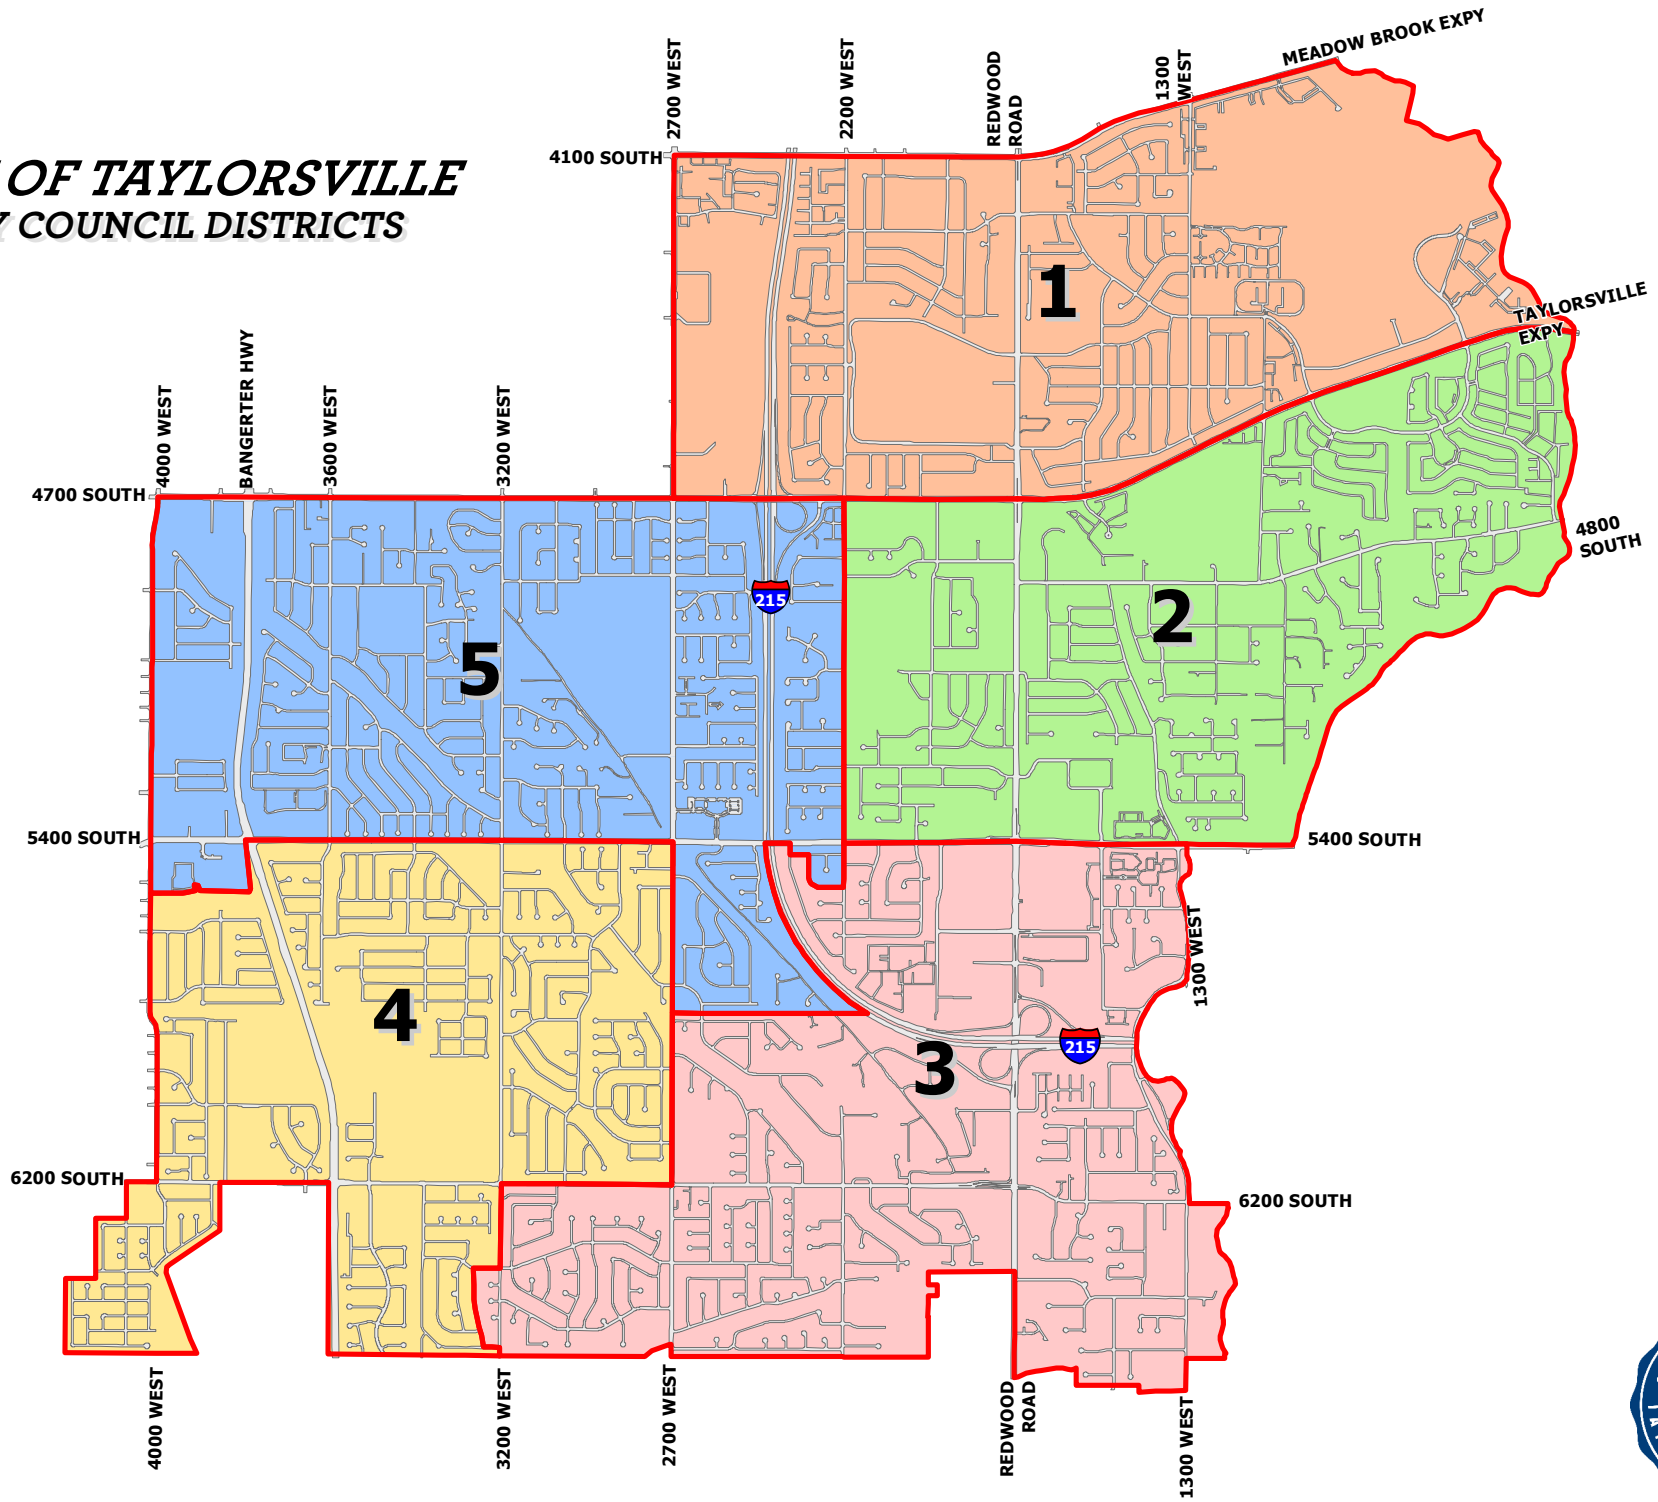 OF TAYLORSVILLE
COUNCIL DISTRICTS
MEADOW BROOK EXPY
2700 WEST
2200 WEST
REDWOOD
ROAD
1300
WEST
4100 SOUTH
1
TAYLORSVILLE
EXPY
4000 WEST
BANGERTER HWY
3600 WEST
3200 WEST
4700 SOUTH
4800
SOUTH
215
2
5
5400 SOUTH
5400 SOUTH
1300 WEST
4
215
3
6200 SOUTH
6200 SOUTH
4000 WEST
3200 WEST
2700 WEST
REDWOOD
ROAD
1300 WEST